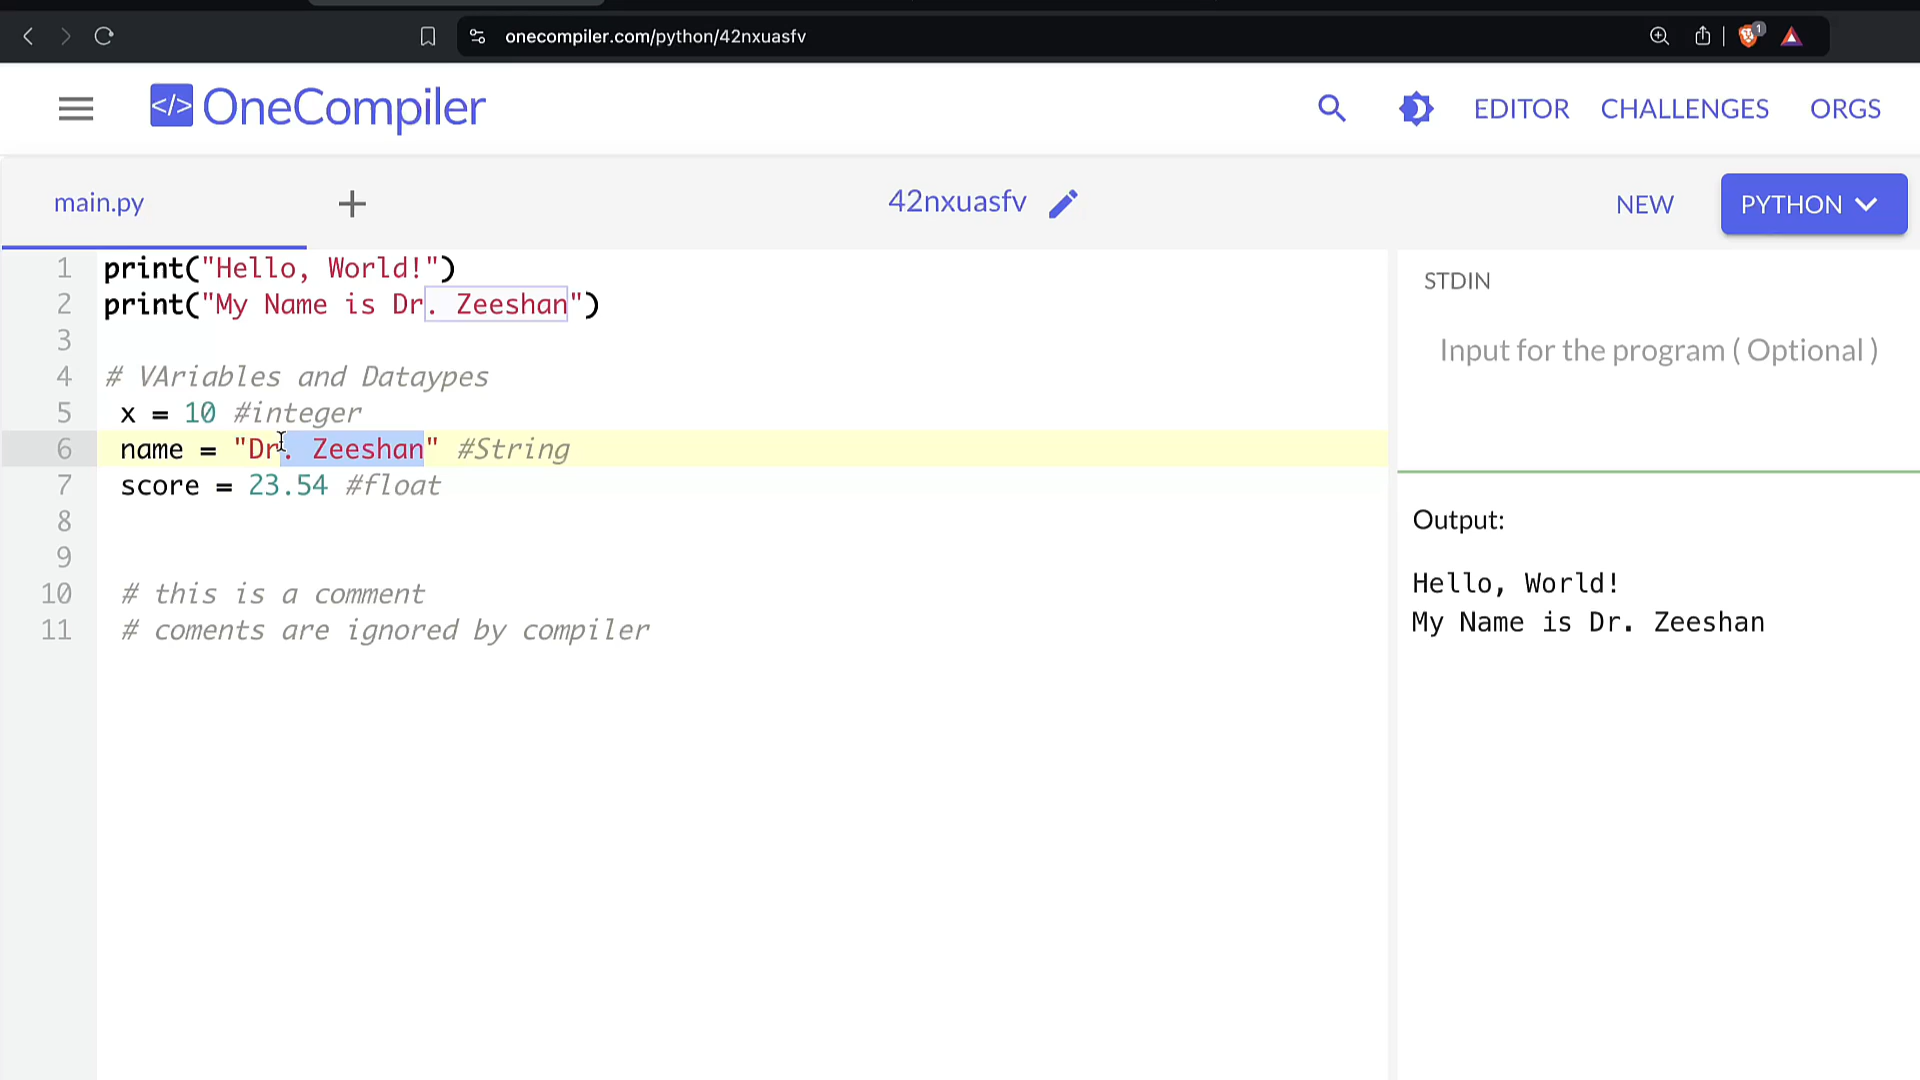 onecompiler.com/python/42nxuasfv
1
</> OneCompiler
EDITOR CHALLENGES ORGS
main.py + 42nxuasfv NEW PYTHON
1 print("Hello, World!")
2 print("My Name is Dr. Zeeshan")
3
4 # VAriables and Dataypes
5 x = 10 #integer
6 name = "Dr. Zeeshan" #String
7 score = 23.54 #float
8
9
10 # this is a comment
11 # coments are ignored by compiler
STDIN
Input for the program ( Optional )
Output:
Hello, World!
My Name is Dr. Zeeshan